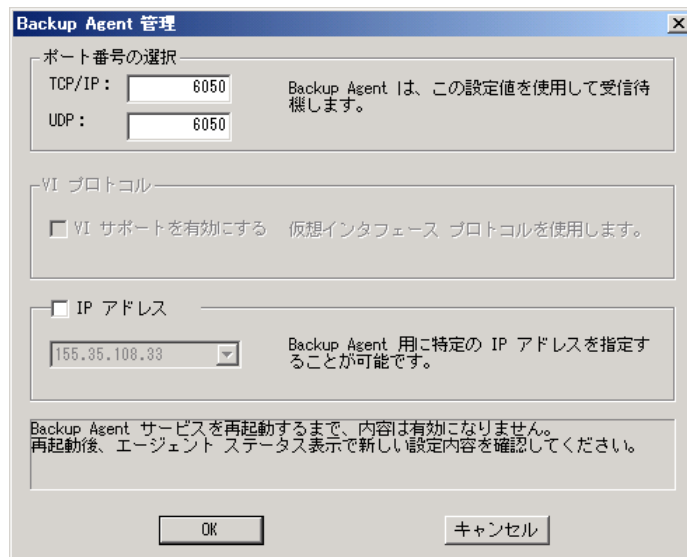 Backup Agent 管理
ポート番号の選択
TCP/IP：
6050
Backup Agent は、この設定値を使用して受信待
機します。
UDP：
6050
VI プロトコル
VI サポートを有効にする
仮想インタフェース プロトコルを使用します。
IP アドレス
155.35.108.33
Backup Agent 用に特定の IP アドレスを指定す
ることが可能です。
Backup Agent サービスを再起動するまで、内容は有効になりません。
再起動後、エージェント ステータス表示で新しい設定内容を確認してください。
OK
キャンセル